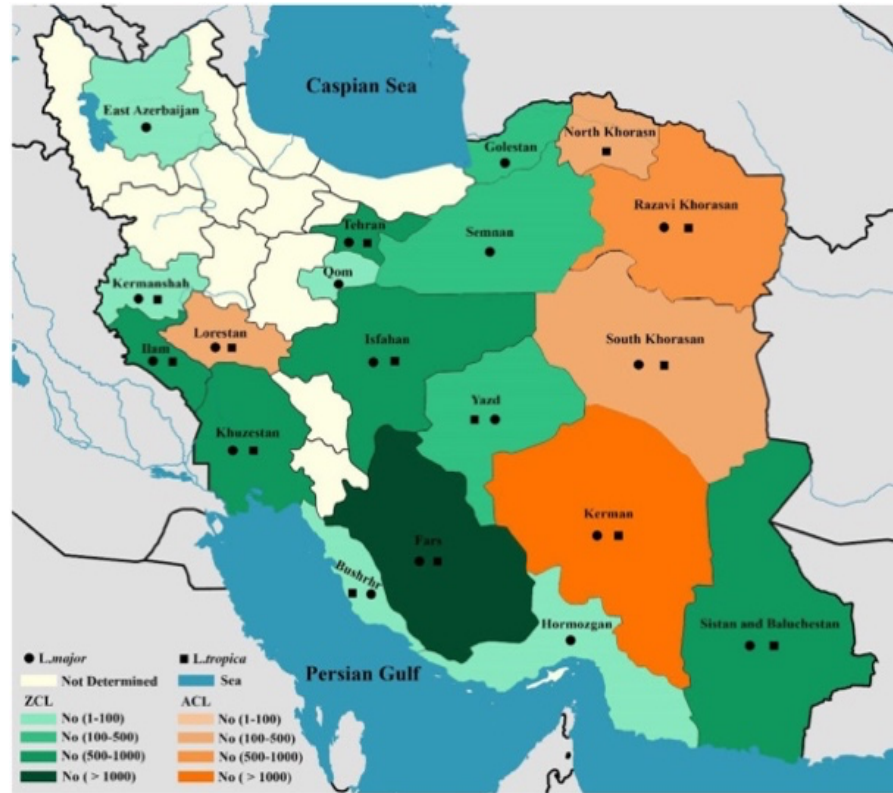 Caspian Sea
East Azerbaijan
North Khorasn
Golestan
Razavi Khorasan
Tehran
Semnan
Qom
Kermanshah
Lorestan
Isfahan
South Khorasan
Ilam
Yazd
Khuzestan
Kerman
Fars
Bushrhr
Hormozgan
Sistan and Baluchestan
Persian Gulf
L.major
L.tropica
Not Determined
Sea
ZCL
ACL
No (1-100)
No (1-100)
No (100-500)
No (100-500)
No (500-1000)
No (500-1000)
No ( > 1000)
No ( > 1000)